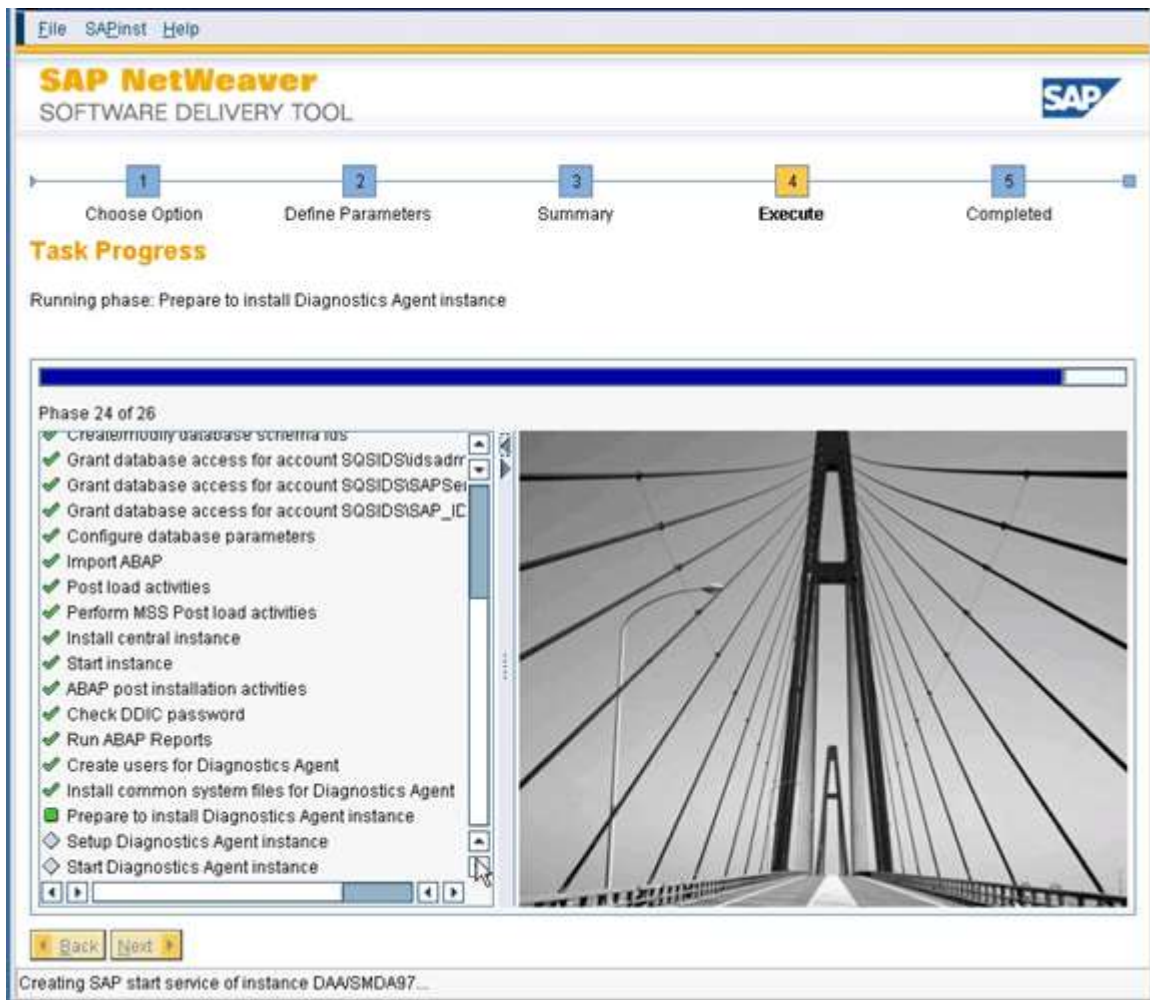 File SAPinst Help
SAP NetWeaver
SOFTWARE DELIVERY TOOL
SAP
1 2 3 4 5
Choose Option Define Parameters Summary Execute Completed
Task Progress
Running phase: Prepare to install Diagnostics Agent instance
Phase 24 of 26
Create/modify database schema ids
Grant database access for account SQSIDS\idsadm
Grant database access for account SQSIDS\SAPSer
Grant database access for account SQSIDS\SAP_ID
Configure database parameters
Import ABAP
Post load activities
Perform MSS Post load activities
Install central instance
Start instance
ABAP post installation activities
Check DDIC password
Run ABAP Reports
Create users for Diagnostics Agent
Install common system files for Diagnostics Agent
Prepare to install Diagnostics Agent instance
Setup Diagnostics Agent instance
Start Diagnostics Agent instance
Back Next
Creating SAP start service of instance DAA/SMDA97...